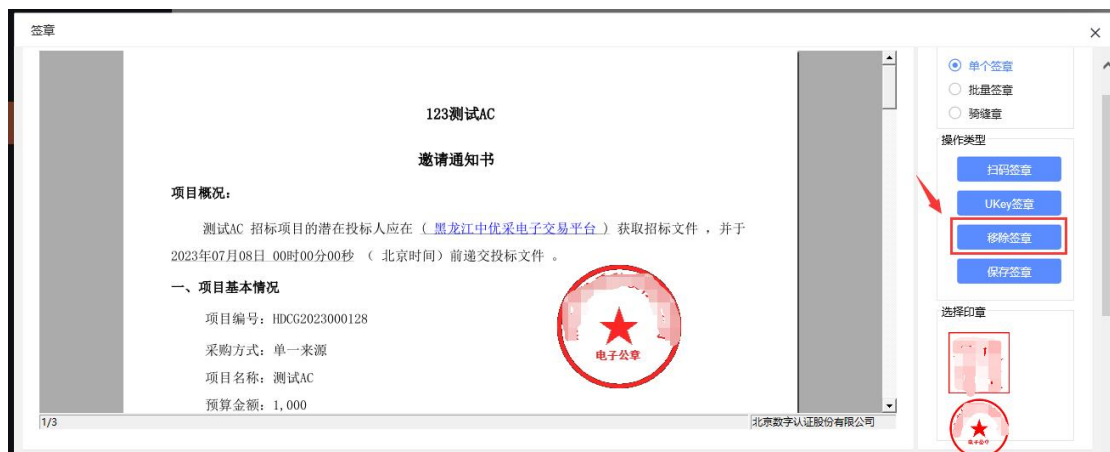 签章
123测试AC
邀请通知书
项目概况:
测试AC 招标项目的潜在投标人应在 ( 黑龙江中优采电子交易平台 ) 获取招标文件 ,并于
2023年07月08日 00时00分00秒 ( 北京时间) 前递交投标文件 。
一、项目基本情况
项目编号: HDCG2023000128
采购方式: 单一来源
项目名称: 测试AC
预算金额: 1,000
电子公章
1/3
北京数字认证股份有限公司
单个签章
批量签章
骑缝章
操作类型
扫码签章
UKey签章
移除签章
保存签章
选择印章
电子公章